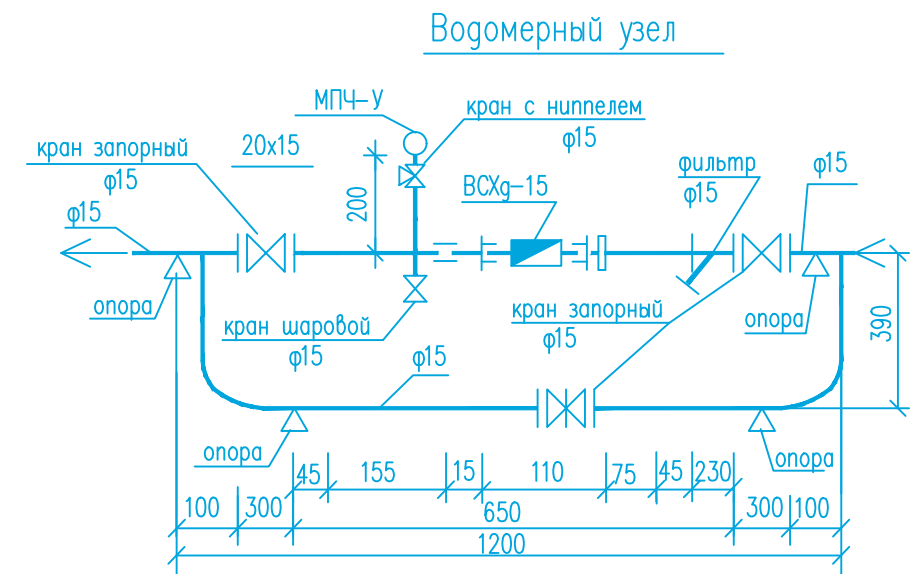 Водомерный узел
МПЧ-У
кран с ниппелем
φ15
кран запорный
φ15
20х15
200
ВСХд-15
фильтр
φ15
φ15
φ15
опора
кран шаровой
φ15
кран запорный
φ15
опора
390
φ15
опора
опора
45
155
15
110
75
45
230
100
300
650
300
100
1200